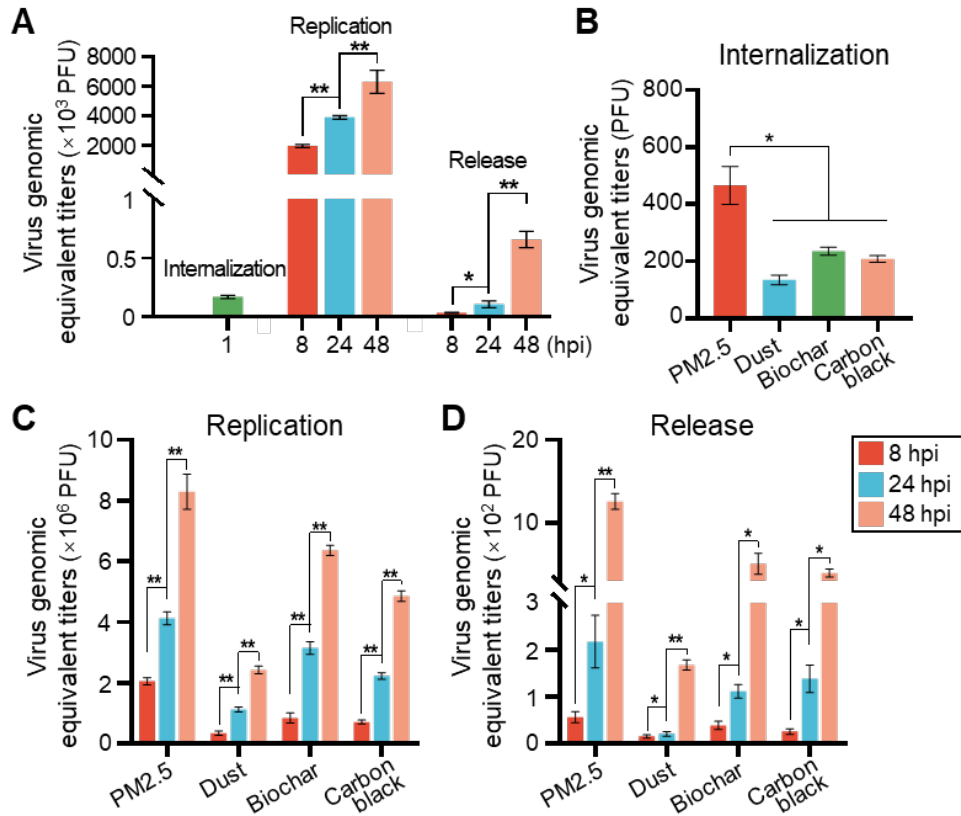 A
Replication
Virus genomic
equivalent titers (×10³ PFU)
8000
6000
4000
2000
1
0.5
0
**
**
Internalization
Release
*
**
1
8 24 48
8 24 48 (hpi)
B
Internalization
Virus genomic
equivalent titers (PFU)
800
600
400
200
0
*
PM2.5
Dust
Biochar
Carbon
black
C
Replication
Virus genomic
equivalent titers (×10⁶ PFU)
10
8
6
4
2
0
**
**
**
**
**
**
**
**
PM2.5
Dust
Biochar
Carbon
black
D
Release
Virus genomic
equivalent titers (×10² PFU)
20
10
3
2
1
0
*
**
*
**
*
*
*
*
PM2.5
Dust
Biochar
Carbon
black
8 hpi
24 hpi
48 hpi